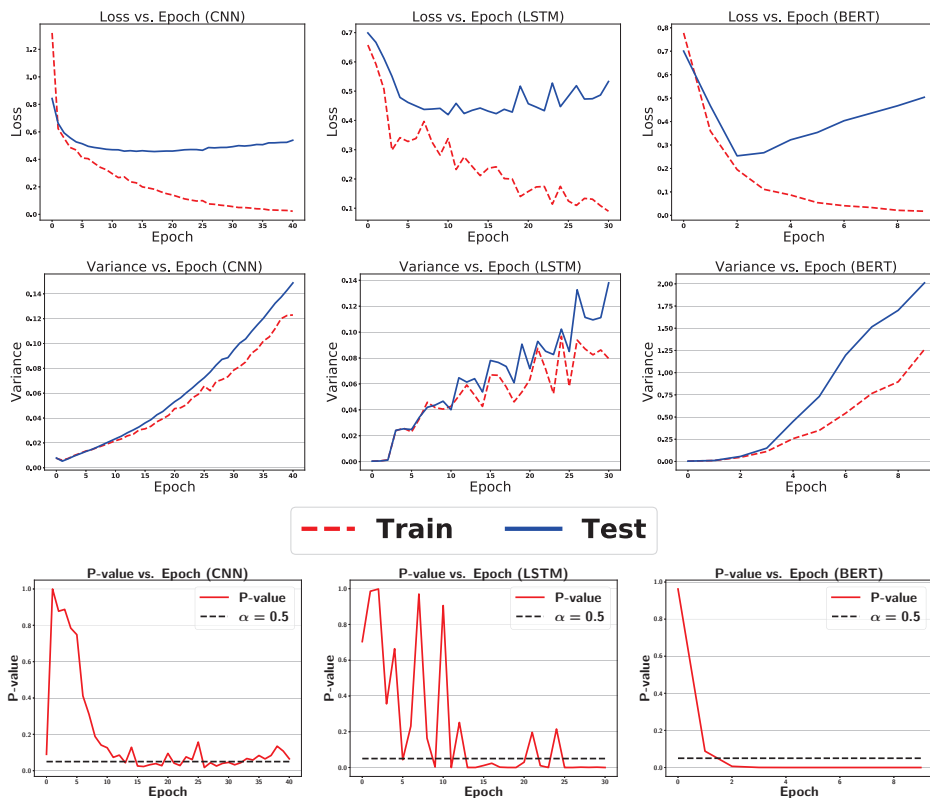 Loss vs. Epoch (CNN)
Loss
1.2
1.0
0.8
0.6
0.4
0.2
0.0
0 5 10 15 20 25 30 35 40
Epoch
Loss vs. Epoch (LSTM)
Loss
0.7
0.6
0.5
0.4
0.3
0.2
0.1
0 5 10 15 20 25 30
Epoch
Loss vs. Epoch (BERT)
Loss
0.8
0.7
0.6
0.5
0.4
0.3
0.2
0.1
0.0
0 2 4 6 8
Epoch
Variance vs. Epoch (CNN)
Variance
0.14
0.12
0.10
0.08
0.06
0.04
0.02
0.00
0 5 10 15 20 25 30 35 40
Epoch
Variance vs. Epoch (LSTM)
Variance
0.14
0.12
0.10
0.08
0.06
0.04
0.02
0.00
0 5 10 15 20 25 30
Epoch
Variance vs. Epoch (BERT)
Variance
2.00
1.75
1.50
1.25
1.00
0.75
0.50
0.25
0.00
0 2 4 6 8
Epoch
Train Test
P-value vs. Epoch (CNN)
P-value
1.0
0.8
0.6
0.4
0.2
0.0
P-value
α = 0.5
0 5 10 15 20 25 30 35 40
Epoch
P-value vs. Epoch (LSTM)
P-value
1.0
0.8
0.6
0.4
0.2
0.0
P-value
α = 0.5
0 5 10 15 20 25 30
Epoch
P-value vs. Epoch (BERT)
P-value
1.0
0.8
0.6
0.4
0.2
0.0
P-value
α = 0.5
0 2 4 6 8
Epoch